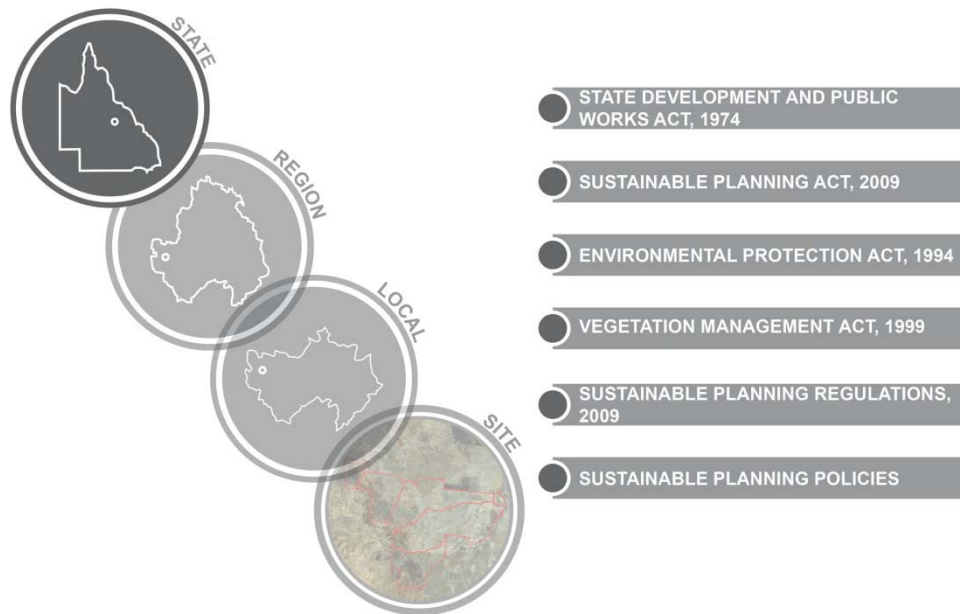 STATE
REGION
LOCAL
SITE
STATE DEVELOPMENT AND PUBLIC
WORKS ACT, 1974
SUSTAINABLE PLANNING ACT, 2009
ENVIRONMENTAL PROTECTION ACT, 1994
VEGETATION MANAGEMENT ACT, 1999
SUSTAINABLE PLANNING REGULATIONS,
2009
SUSTAINABLE PLANNING POLICIES